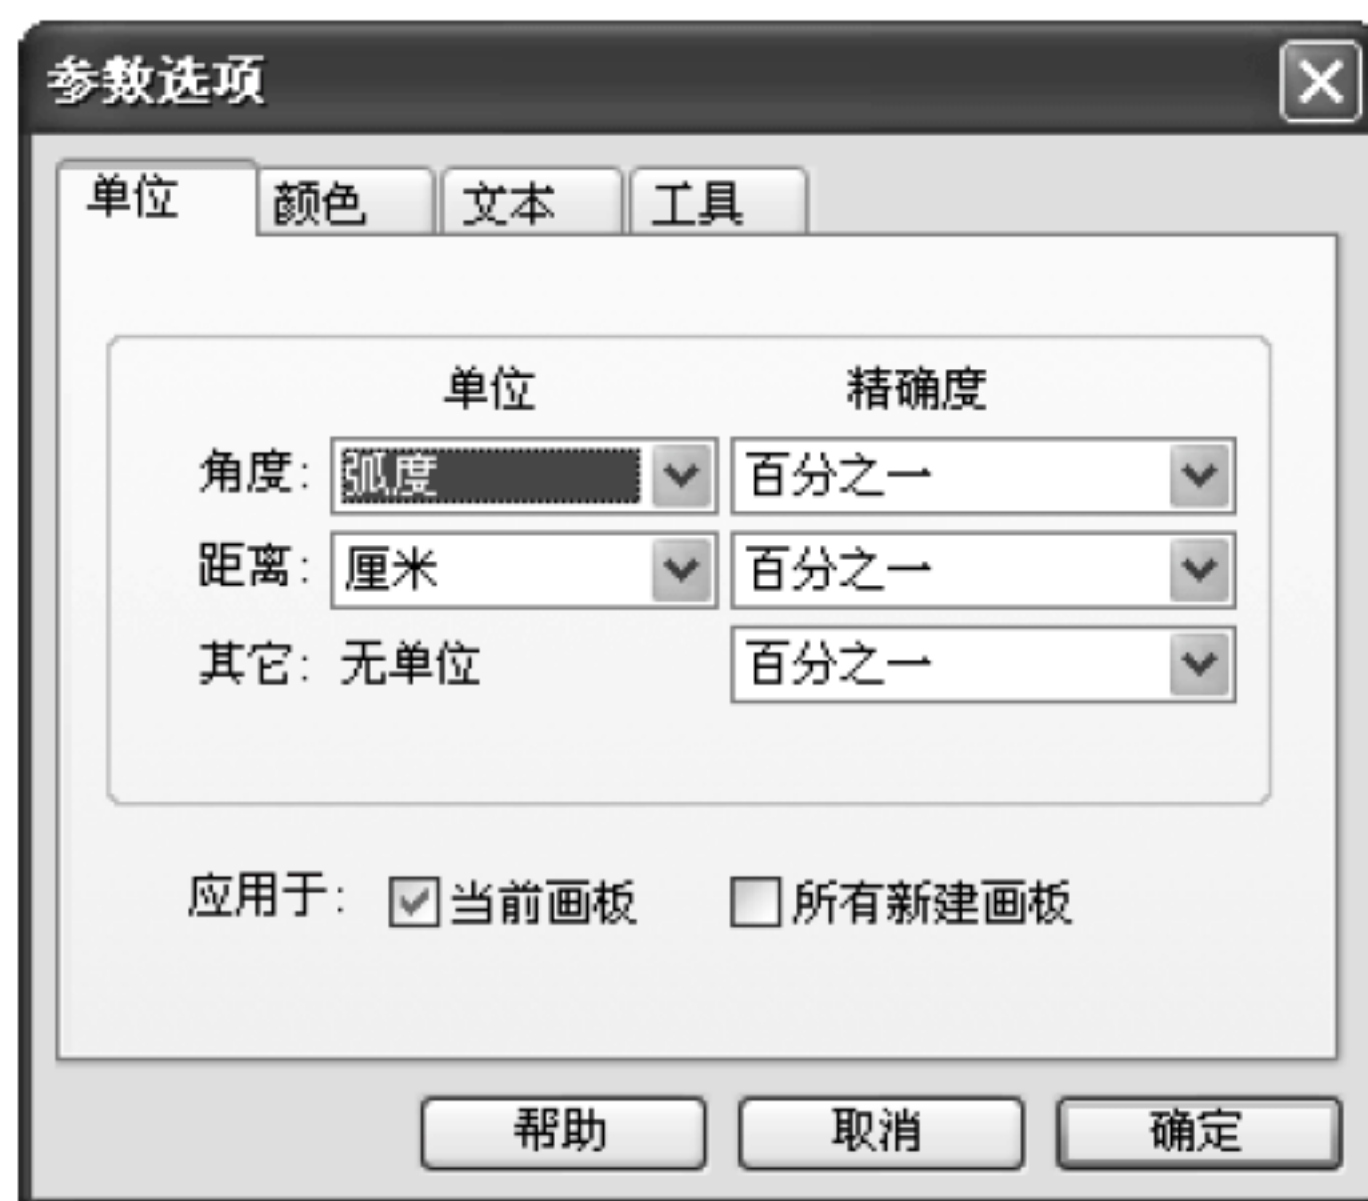 参数选项
单位 颜色 文本 工具
单位 精确度
角度: 弧度 百分之一
距离: 厘米 百分之一
其它: 无单位 百分之一
应用于: 当前画板 所有新建画板
帮助 取消 确定